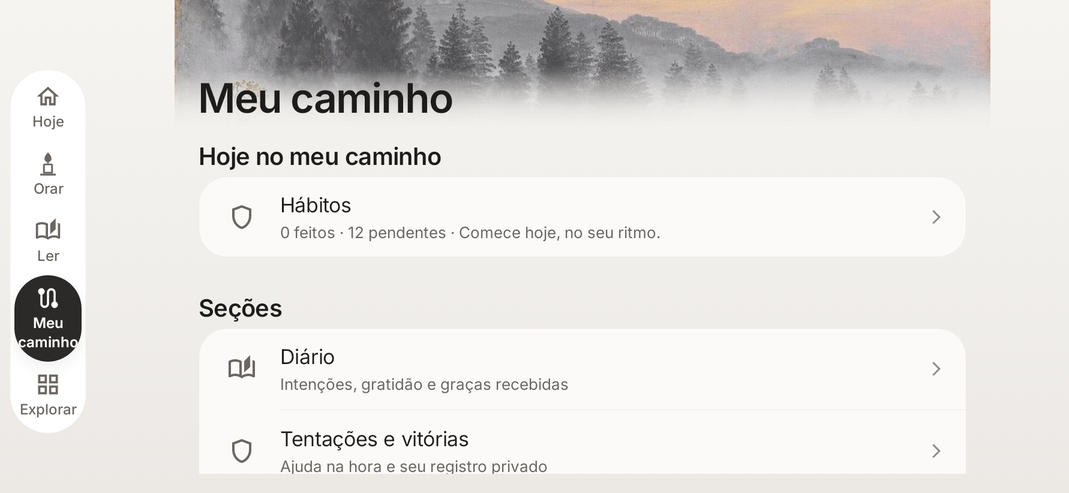 Hoje
Orar
Ler
Meu
caminho
Explorar
Meu caminho
Hoje no meu caminho
Hábitos
0 feitos · 12 pendentes · Comece hoje, no seu ritmo.
Seções
Diário
Intenções, gratidão e graças recebidas
Tentações e vitórias
Ajuda na hora e seu registro privado